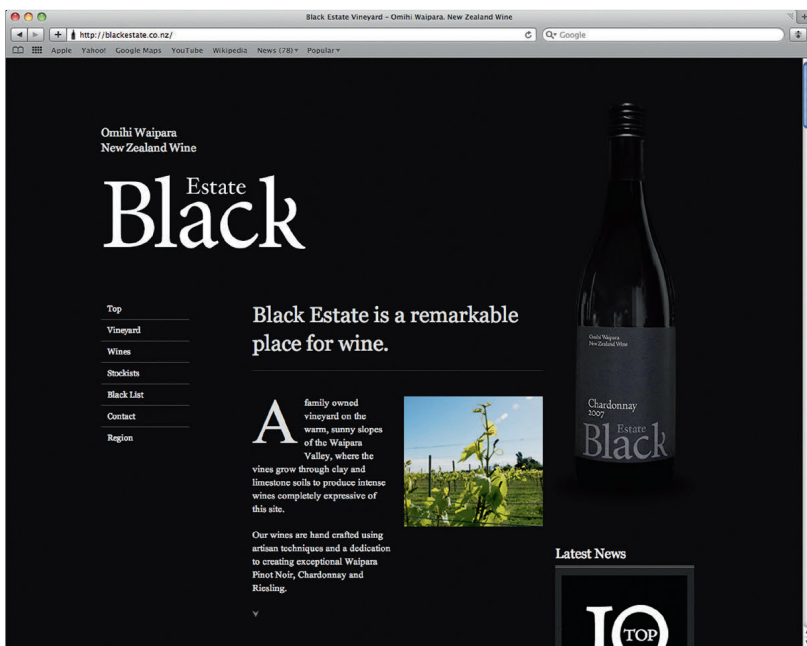 Black Estate Vineyard – Omihi Waipara, New Zealand Wine
http://blackestate.co.nz/
Google
Apple Yahoo! Google Maps YouTube Wikipedia News (78) Popular
Omihi Waipara
New Zealand Wine
Estate
Black
Top
Vineyard
Wines
Stockists
Black List
Contact
Region
Black Estate is a remarkable
place for wine.
A family owned
vineyard on the
warm, sunny slopes
of the Waipara
Valley, where the
vines grow through clay and
limestone soils to produce intense
wines completely expressive of
this site.
Our wines are hand crafted using
artisan techniques and a dedication
to creating exceptional Waipara
Pinot Noir, Chardonnay and
Riesling.
Omihi Waipara
New Zealand Wine
Chardonnay
2007
Estate
Black
Latest News
10
TOP